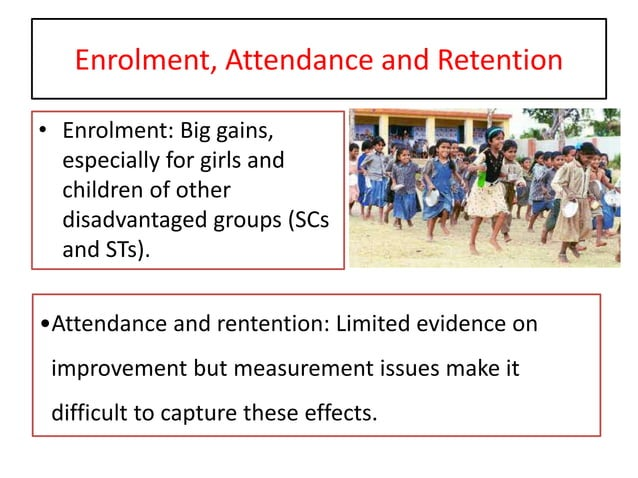 Enrolment, Attendance and Retention
• Enrolment: Big gains,
especially for girls and
children of other
disadvantaged groups (SCs
and STs).
•Attendance and rentention: Limited evidence on
improvement but measurement issues make it
difficult to capture these effects.